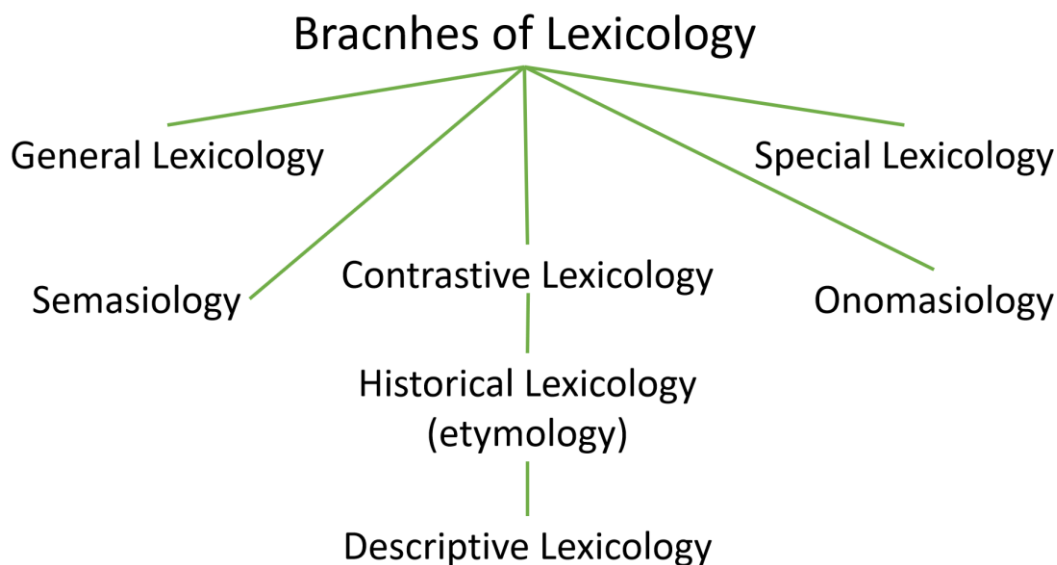 Bracnhes of Lexicology
General Lexicology
Special Lexicology
Semasiology
Contrastive Lexicology
Onomasiology
Historical Lexicology
(etymology)
Descriptive Lexicology